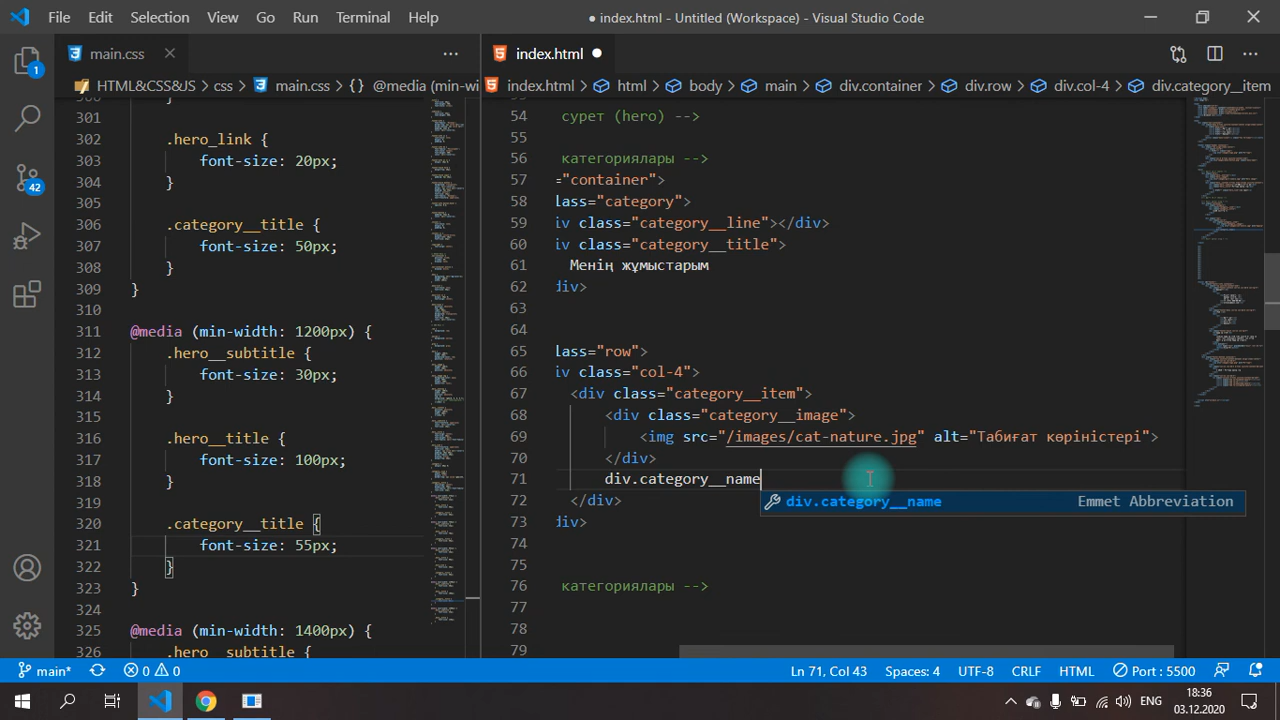 File Edit Selection View Go Run Terminal Help
● index.html - Untitled (Workspace) - Visual Studio Code
main.css
index.html
HTML&CSS&JS > css > main.css > {} @media (min-wi
index.html > html > body > main > div.container > div.row > div.col-4 > div.category__item
1
42
301
302 .hero_link {
303 font-size: 20px;
304 }
305
306 .category__title {
307 font-size: 50px;
308 }
309 }
310
311 @media (min-width: 1200px) {
312 .hero__subtitle {
313 font-size: 30px;
314 }
315
316 .hero__title {
317 font-size: 100px;
318 }
319
320 .category__title {
321 font-size: 55px;
322 }
323 }
324
325 @media (min-width: 1400px) {
326 .hero__subtitle {
54 сурет (hero) -->
55
56 категориялары -->
57 ="container">
58 lass="category">
59 iv class="category__line"></div>
60 iv class="category__title">
61 Менің жұмыстарым
62 div>
63
64
65 lass="row">
66 iv class="col-4">
67 <div class="category__item">
68 <div class="category__image">
69 <img src="/images/cat-nature.jpg" alt="Табиғат көріністері">
70 </div>
71 div.category__name
div.category__name Emmet Abbreviation
72 </div>
73 div>
74
75
76 категориялары -->
77
78
79
main* 0 0 Ln 71, Col 43 Spaces: 4 UTF-8 CRLF HTML Port : 5500
ENG
18:36
03.12.2020